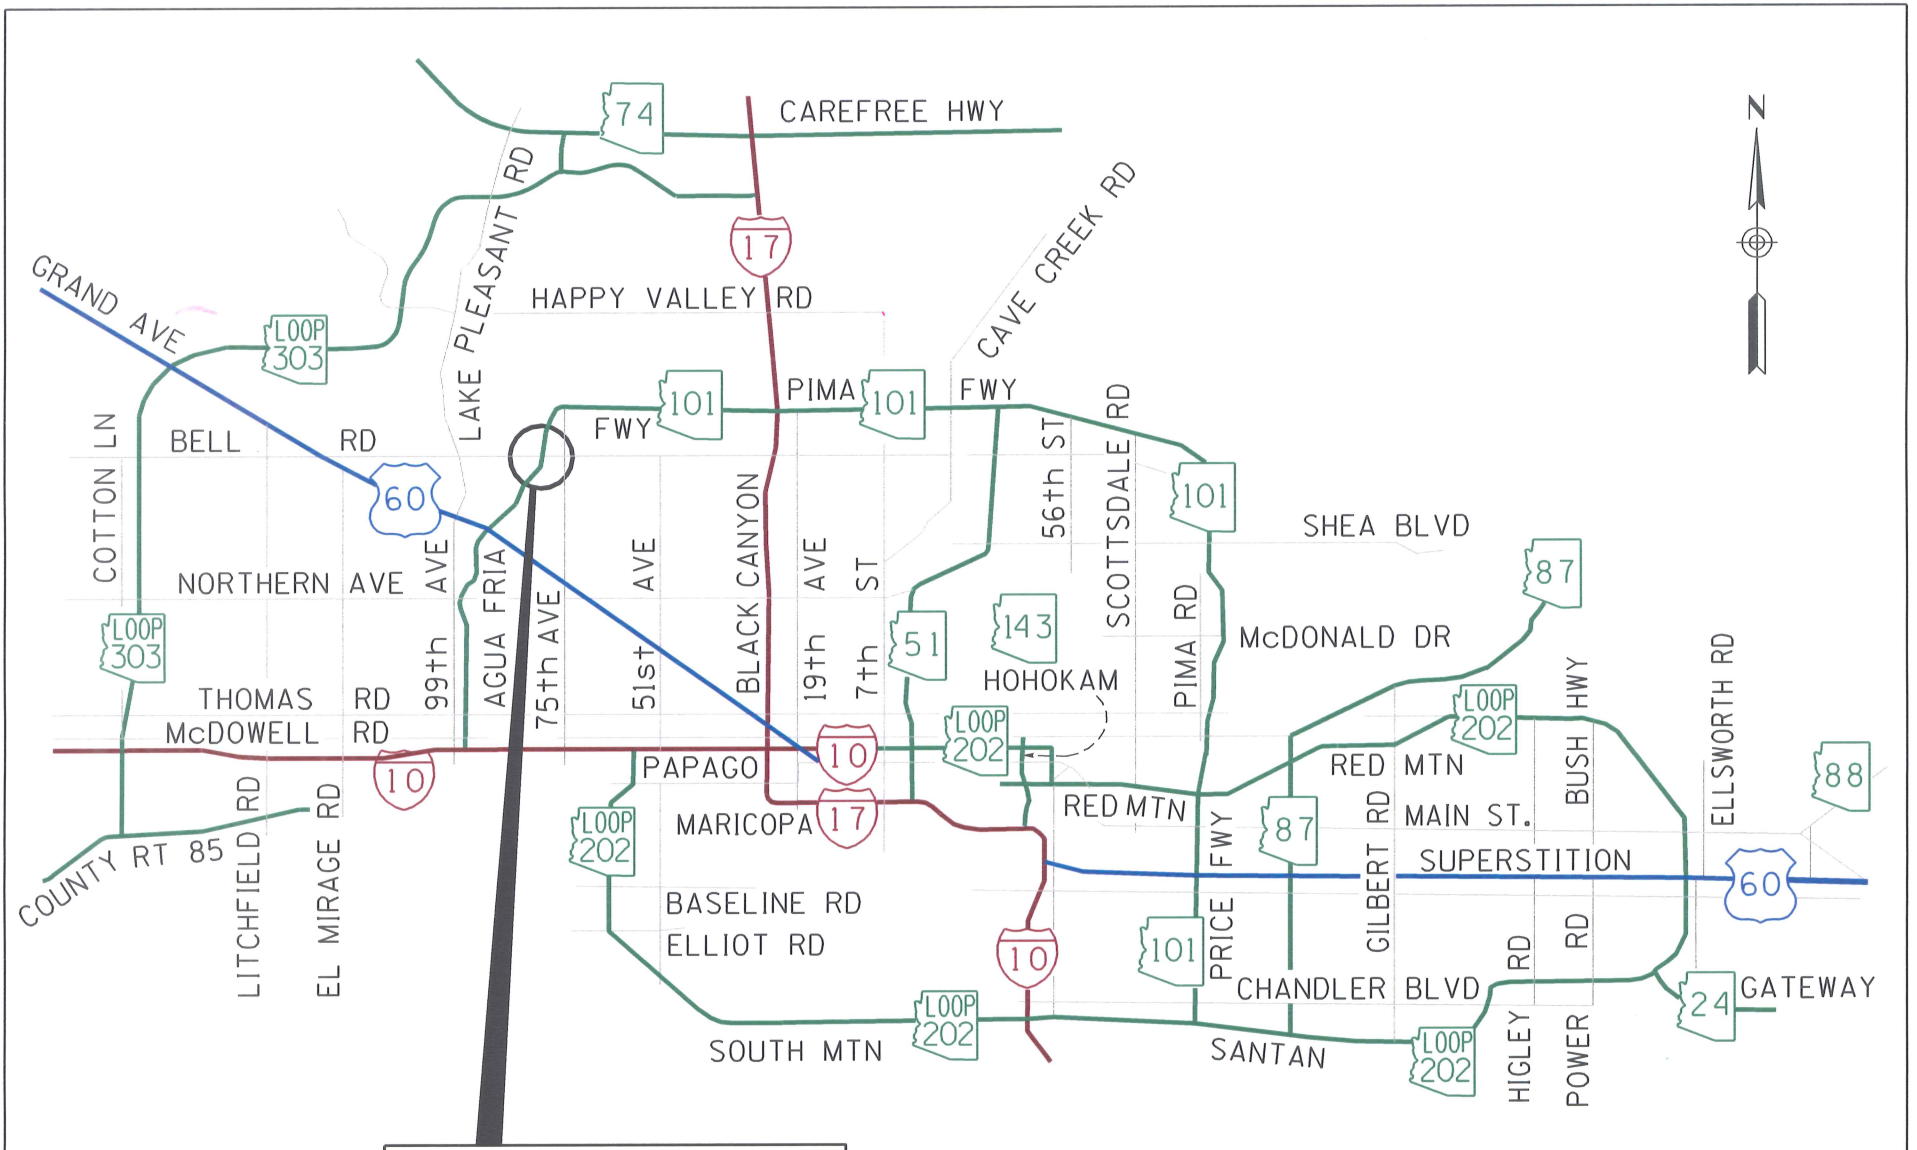 74
CAREFREE HWY
N
LAKE PLEASANT RD
17
CAVE CREEK RD
GRAND AVE
HAPPY VALLEY RD
LOOP
303
101
PIMA
101
FWY
FWY
BELL RD
60
COTTON LN
56th ST
SCOTTSDALE RD
101
SHEA BLVD
87
NORTHERN AVE
99th AVE
AGUA FRIA
75th AVE
51st AVE
BLACK CANYON
19th AVE
7th ST
51
143
HOHOKAM
PIMA RD
McDONALD DR
LOOP
303
THOMAS RD
McDOWELL RD
10
PAPAGO
10
LOOP
202
LOOP
202
BUSH HWY
ELLSWORTH RD
RED MTN
88
MARICOPA
17
RED MTN
87
GILBERT RD
MAIN ST.
LOOP
202
COUNTY RT 85
LITCHFIELD RD
EL MIRAGE RD
SUPERSTITION
60
BASELINE RD
ELLIOT RD
10
101
PRICE FWY
CHANDLER BLVD
HIGLEY RD
POWER RD
24
GATEWAY
SOUTH MTN
LOOP
202
SANTAN
LOOP
202